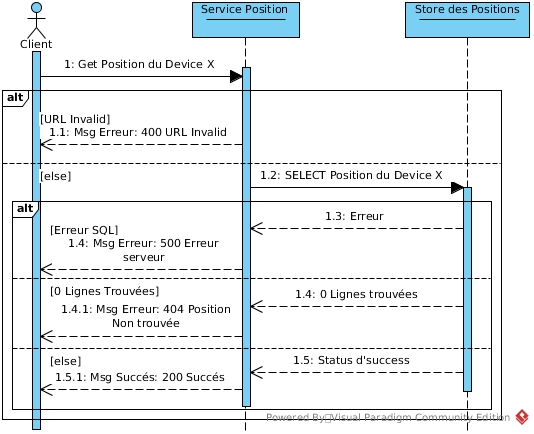 Service Position
Store des Positions
Client
1: Get Position du Device X
alt
[URL Invalid]
1.1: Msg Erreur: 400 URL Invalid
[else]
1.2: SELECT Position du Device X
alt
1.3: Erreur
[Erreur SQL]
1.4: Msg Erreur: 500 Erreur
serveur
[0 Lignes Trouvées]
1.4: 0 Lignes trouvées
1.4.1: Msg Erreur: 404 Position
Non trouvée
[else]
1.5: Status d'success
1.5.1: Msg Succés: 200 Succés
Powered By Visual Paradigm Community Edition